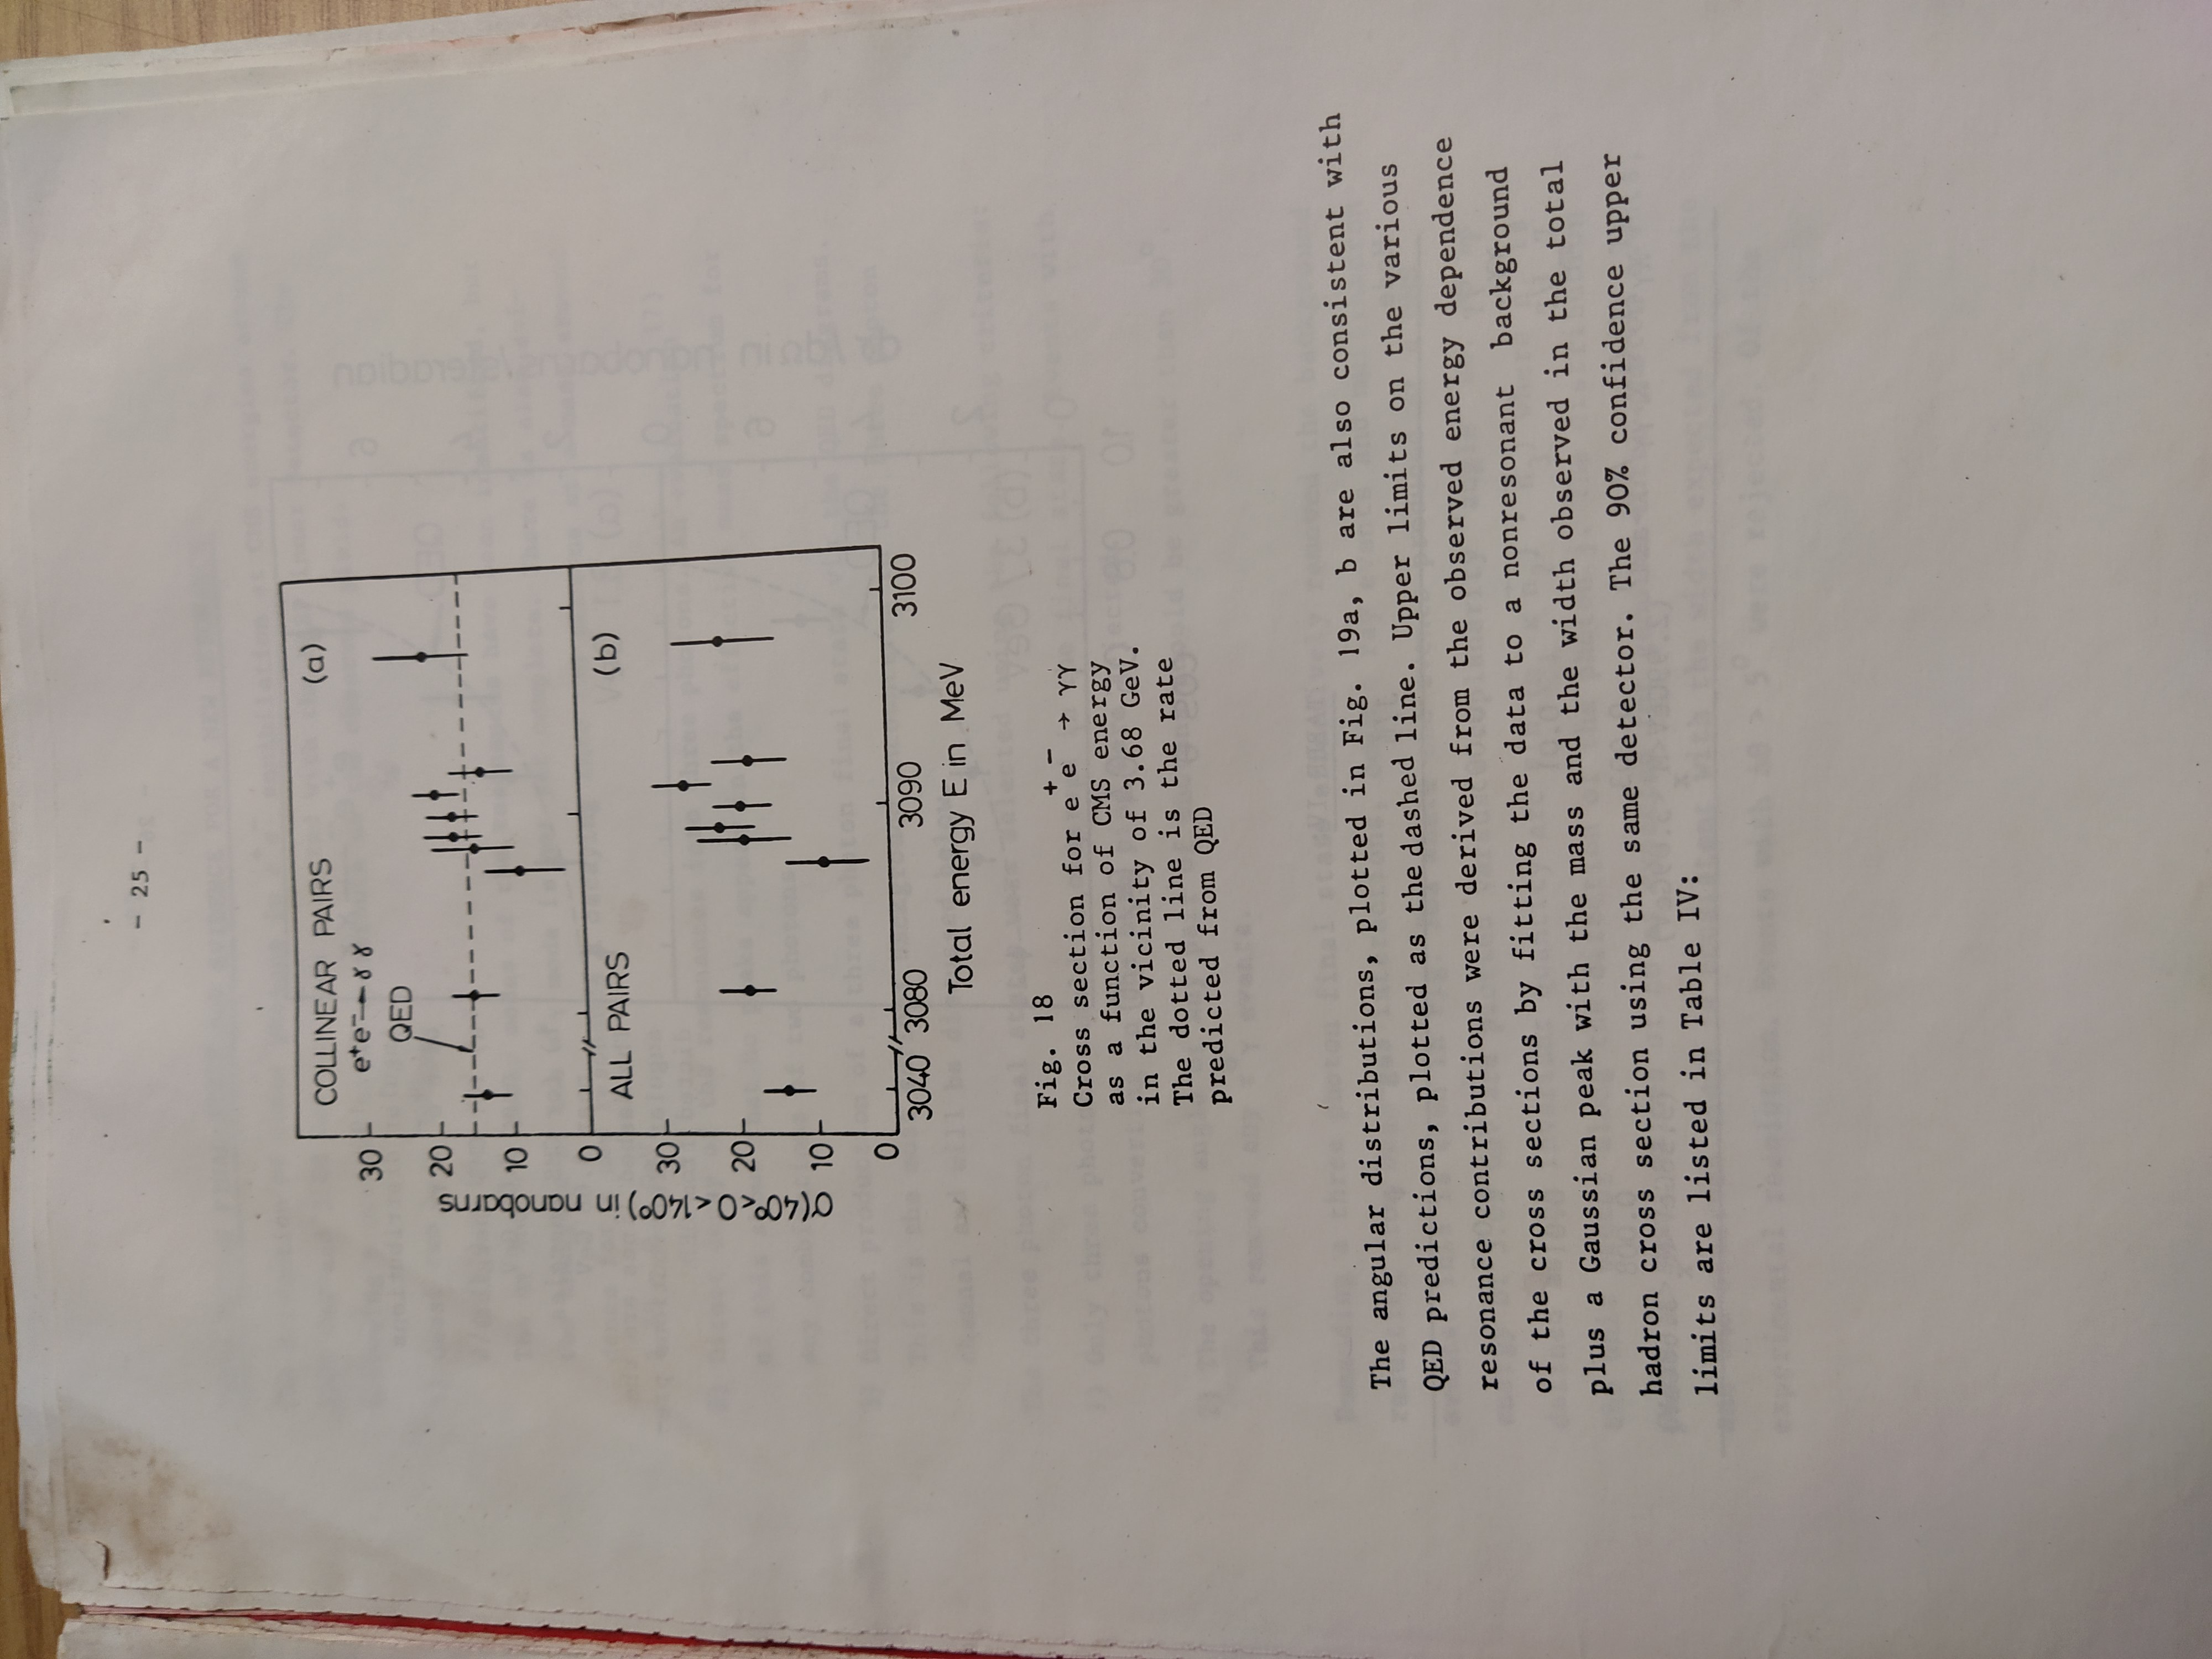 - 25 -
COLLINEAR PAIRS
(a)
e⁺e⁻→γγ
QED
30
20
10
0
ALL PAIRS
(b)
30
20
10
0
σ(40°<Θ<140°) in nanobarns
3040 3080 3090 3100
Total energy E in MeV
Fig. 18
Cross section for e⁺e⁻ → γγ
as a function of CMS energy
in the vicinity of 3.68 GeV.
The dotted line is the rate
predicted from QED
The angular distributions, plotted in Fig. 19a, b are also consistent with
QED predictions, plotted as the dashed line. Upper limits on the various
resonance contributions were derived from the observed energy dependence
of the cross sections by fitting the data to a nonresonant background
plus a Gaussian peak with the mass and the width observed in the total
hadron cross section using the same detector. The 90% confidence upper
limits are listed in Table IV: